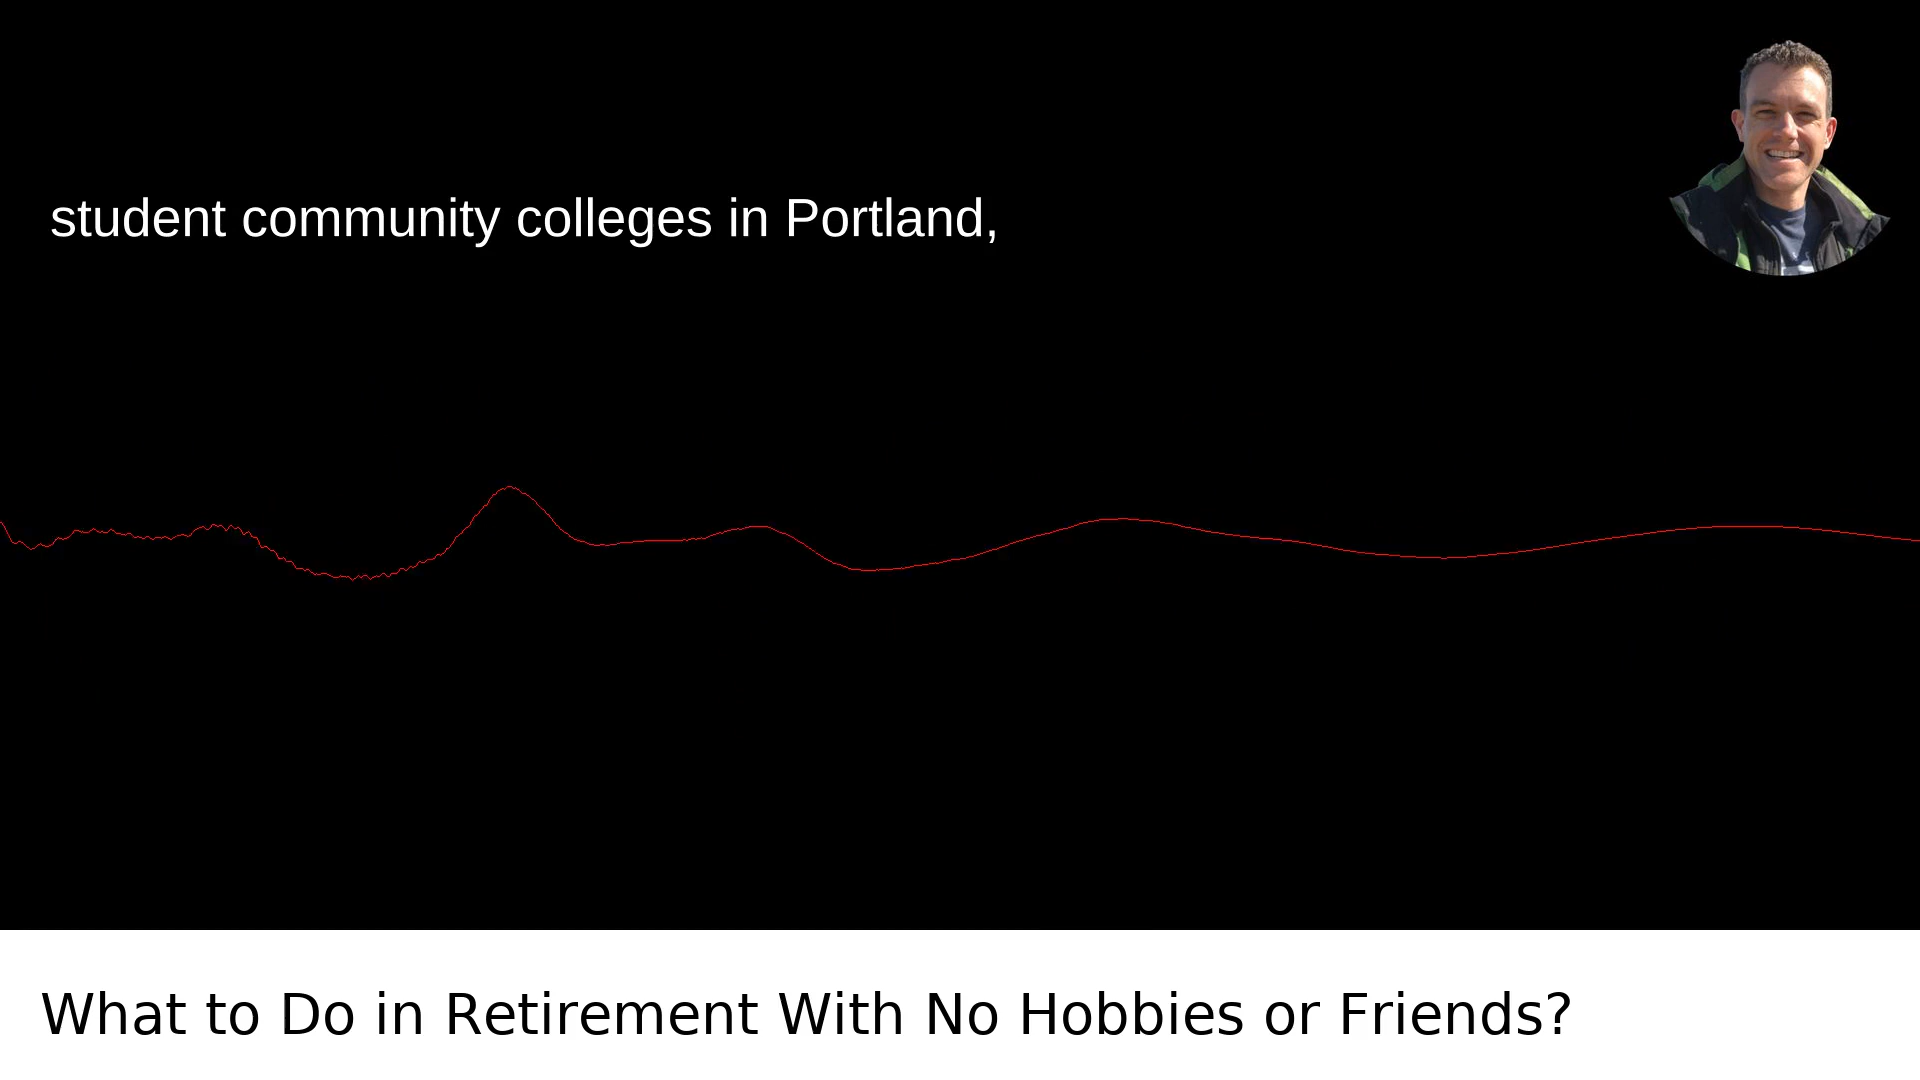 student community colleges in Portland,
What to Do in Retirement With No Hobbies or Friends?